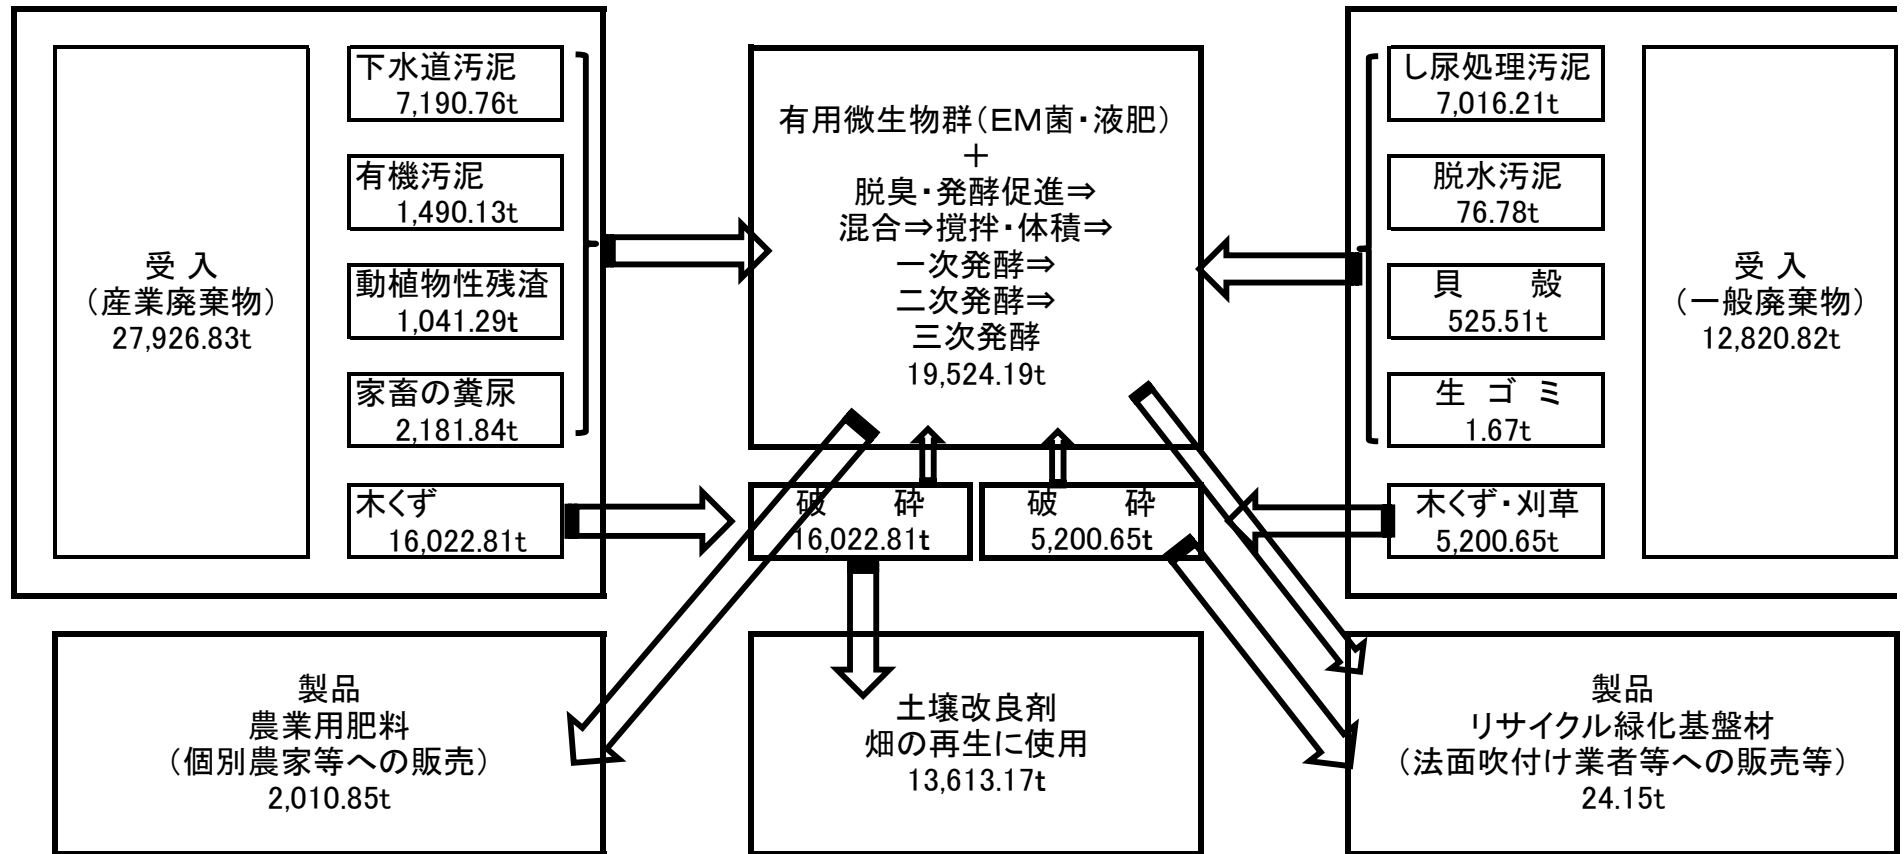 受 入
（産業廃棄物）
27,926.83t
下水道汚泥
7,190.76t
有機汚泥
1,490.13t
動植物性残渣
1,041.29t
家畜の糞尿
2,181.84t
木くず
16,022.81t
有用微生物群（ＥＭ菌・液肥）
＋
脱臭・発酵促進⇒
混合⇒撹拌・体積⇒
一次発酵⇒
二次発酵⇒
三次発酵
19,524.19t
破　　砕
16,022.81t
破　　砕
5,200.65t
し尿処理汚泥
7,016.21t
脱水汚泥
76.78t
貝　　殻
525.51t
生　ゴ　ミ
1.67t
木くず・刈草
5,200.65t
受 入
（一般廃棄物）
12,820.82t
製品
農業用肥料
（個別農家等への販売）
2,010.85t
土壌改良剤
畑の再生に使用
13,613.17t
製品
リサイクル緑化基盤材
（法面吹付け業者等への販売等）
24.15t